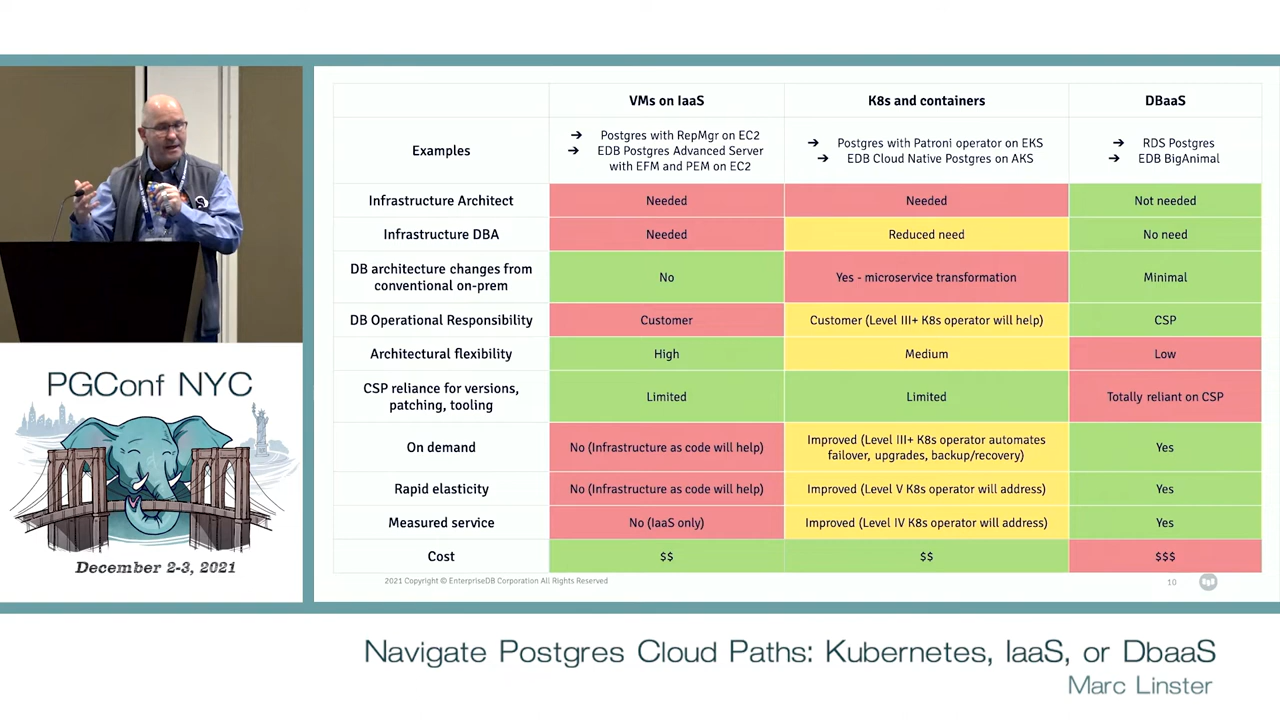 VMs on IaaS
K8s and containers
DBaaS
Examples
➔ Postgres with RepMgr on EC2
➔ EDB Postgres Advanced Server
with EFM and PEM on EC2
➔ Postgres with Patroni operator on EKS
➔ EDB Cloud Native Postgres on AKS
➔ RDS Postgres
➔ EDB BigAnimal
Infrastructure Architect
Needed
Needed
Not needed
Infrastructure DBA
Needed
Reduced need
No need
DB architecture changes from
conventional on-prem
No
Yes - microservice transformation
Minimal
DB Operational Responsibility
Customer
Customer (Level III+ K8s operator will help)
CSP
Architectural flexibility
High
Medium
Low
CSP reliance for versions,
patching, tooling
Limited
Limited
Totally reliant on CSP
On demand
No (Infrastructure as code will help)
Improved (Level III+ K8s operator automates
failover, upgrades, backup/recovery)
Yes
Rapid elasticity
No (Infrastructure as code will help)
Improved (Level V K8s operator will address)
Yes
Measured service
No (IaaS only)
Improved (Level IV K8s operator will address)
Yes
Cost
$$
$$
$$$
2021 Copyright © EnterpriseDB Corporation All Rights Reserved
10
PGConf NYC
December 2-3, 2021
Navigate Postgres Cloud Paths: Kubernetes, IaaS, or DbaaS
Marc Linster